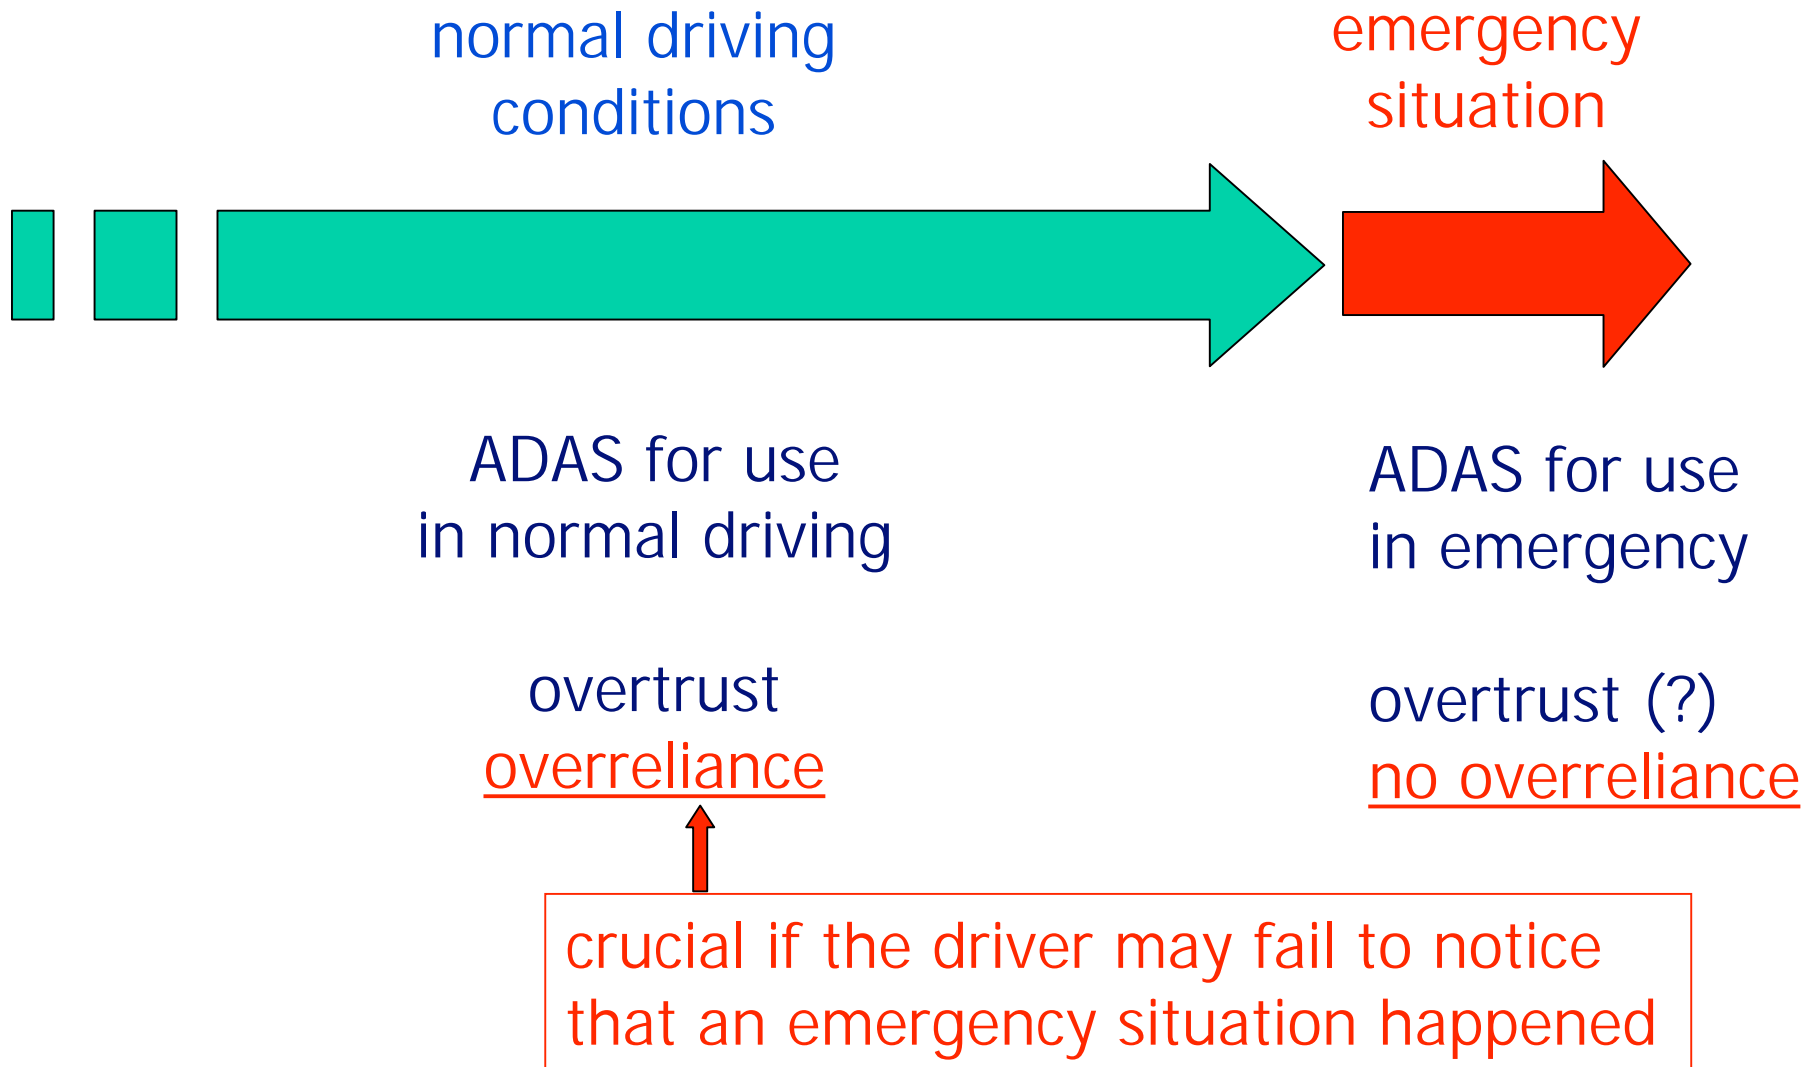 normal driving
conditions
emergency
situation
ADAS for use
in normal driving
ADAS for use
in emergency
overtrust
overreliance
overtrust (?)
no overreliance
crucial if the driver may fail to notice
that an emergency situation happened